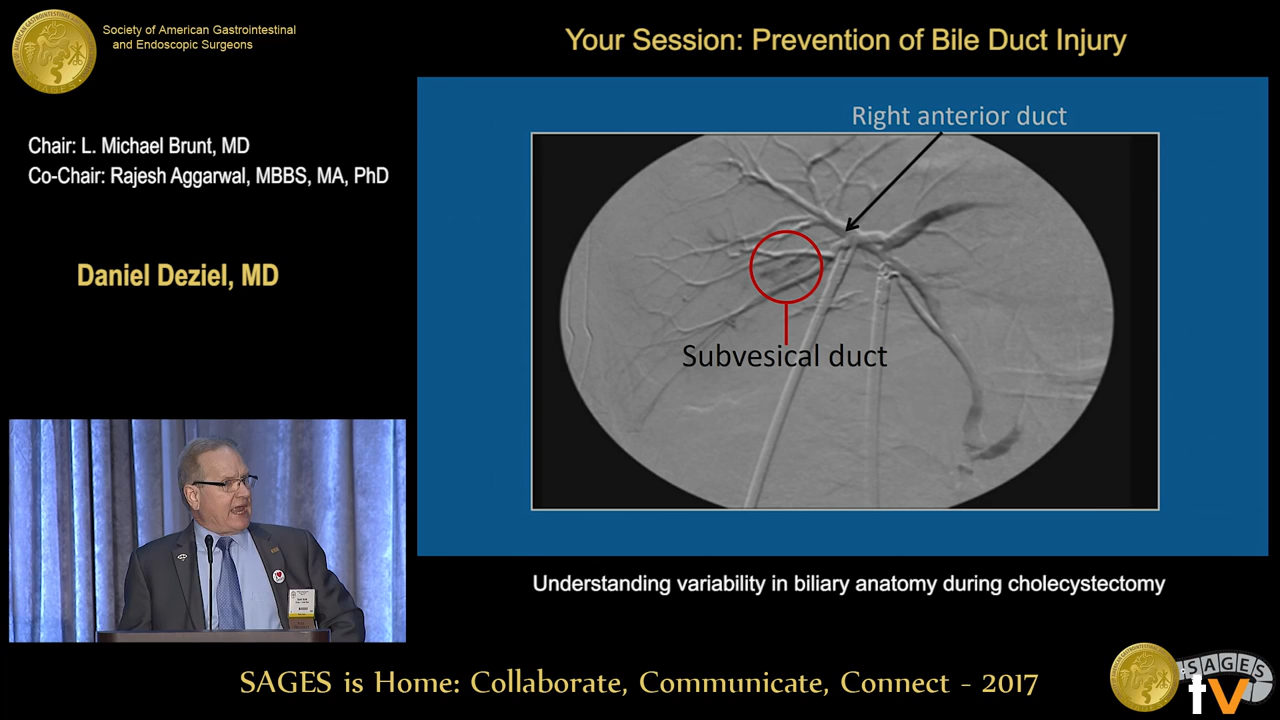 Society of American Gastrointestinal
and Endoscopic Surgeons
Your Session: Prevention of Bile Duct Injury
Chair: L. Michael Brunt, MD
Co-Chair: Rajesh Aggarwal, MBBS, MA, PhD
Daniel Deziel, MD
Right anterior duct
Subvesical duct
Understanding variability in biliary anatomy during cholecystectomy
SAGES is Home: Collaborate, Communicate, Connect - 2017
SAGES
tv